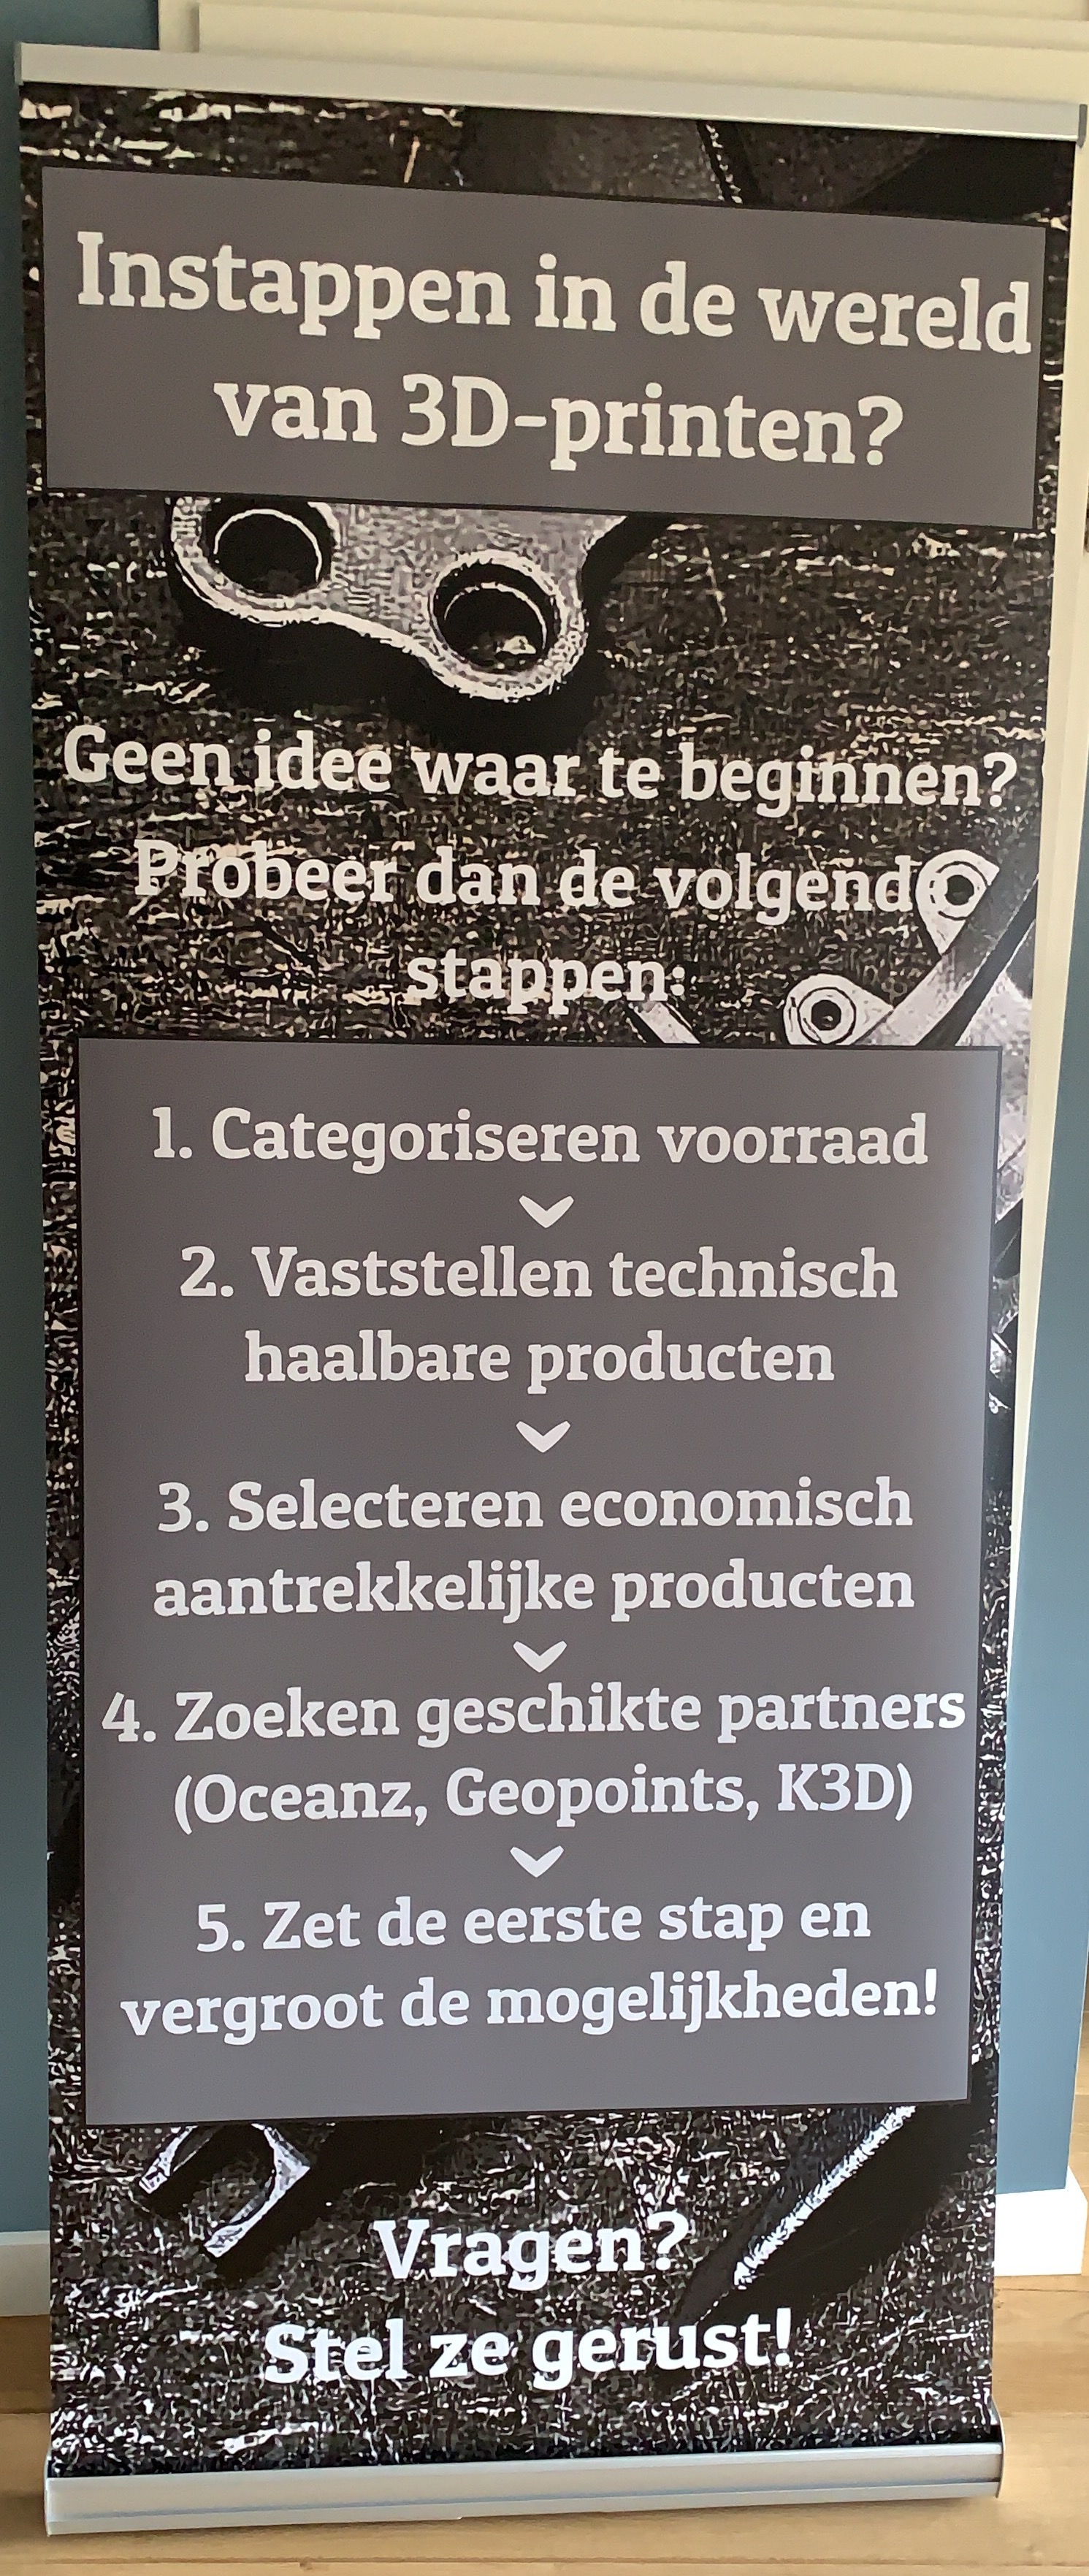 Instappen in de wereld
van 3D-printen?
Geen idee waar te beginnen?
Probeer dan de volgende
stappen:
1. Categoriseren voorraad
2. Vaststellen technisch
haalbare producten
3. Selecteren economisch
aantrekkelijke producten
4. Zoeken geschikte partners
(Oceanz, Geopoints, K3D)
5. Zet de eerste stap en
vergroot de mogelijkheden!
Vragen?
Stel ze gerust!